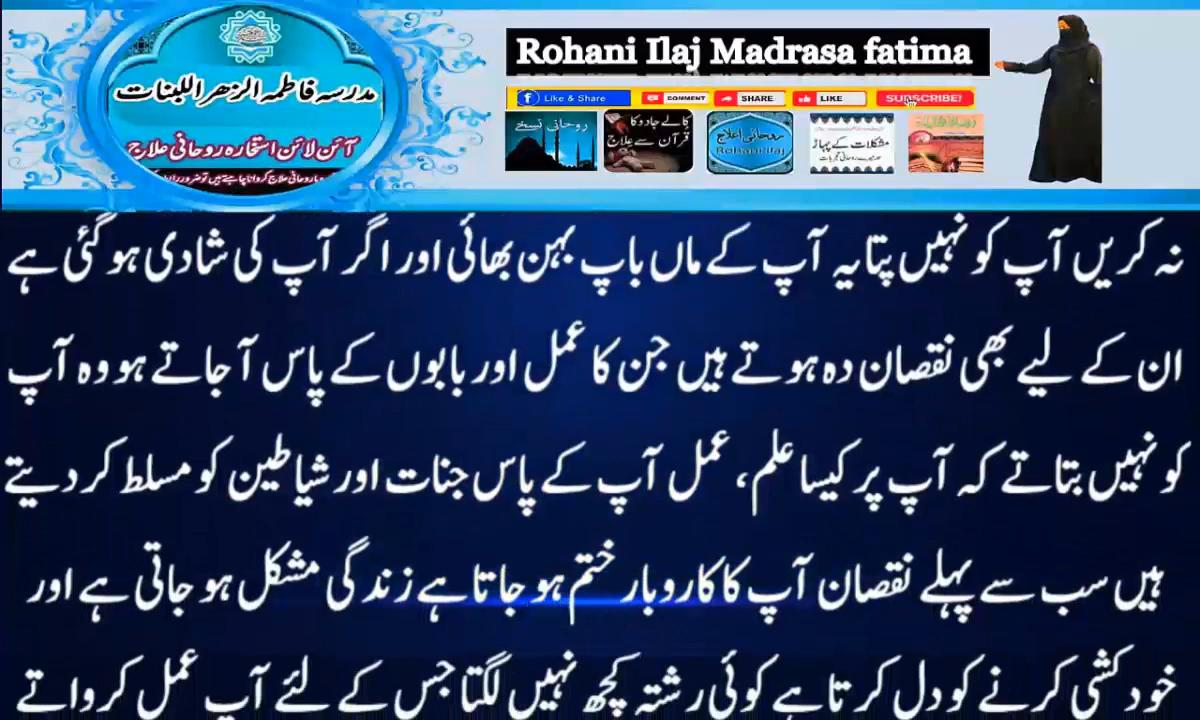 مدرسہ فاطمہ الزھرا للبنات
آئن لائن استخارہ روحانی علاج
Rohani Ilaj Madrasa fatima
Like & Share
COMMENT
SHARE
LIKE
SUBSCRIBE!
روحانی نسخے
کالے جادو کا
قرآن سے علاج
روحانی علاج
Rohani ilaj
مشکلات کے پہاڑ
نہ کریں آپ کو نہیں پتا یہ آپ کے ماں باپ بہن بھائی اور اگر آپ کی شادی ہو گئی ہے
ان کے لیے بھی نقصان دہ ہوتے ہیں جن کا عمل اور بابوں کے پاس آ جاتے ہو وہ آپ
کو نہیں بتاتے کہ آپ پر کیسا علم، عمل آپ کے پاس جنات اور شیاطین کو مسلط کر دیتے
ہیں سب سے پہلے نقصان آپ کا کاروبار ختم ہو جاتا ہے زندگی مشکل ہو جاتی ہے اور
خودکشی کرنے کو دل کرتا ہے کوئی رشتہ کچھ نہیں لگتا جس کے لئے آپ عمل کرواتے